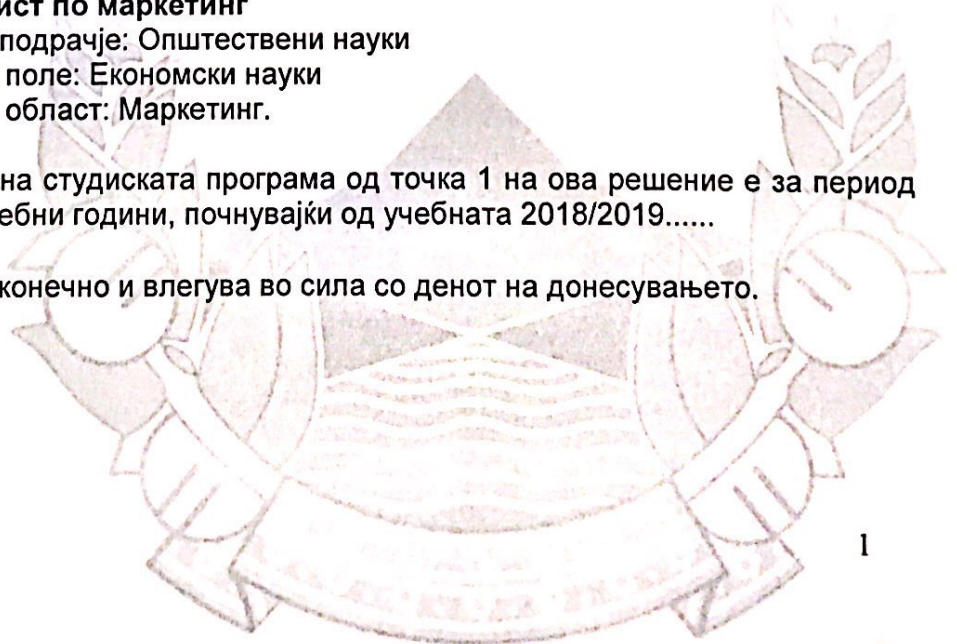 ист по маркетинг
подрачје: Општествени науки
поле: Економски науки
област: Маркетинг.
на студиската програма од точка 1 на ова решение е за период
ебни години, почнувајќи од учебната 2018/2019......
конечно и влегува во сила со денот на донесувањето.
1